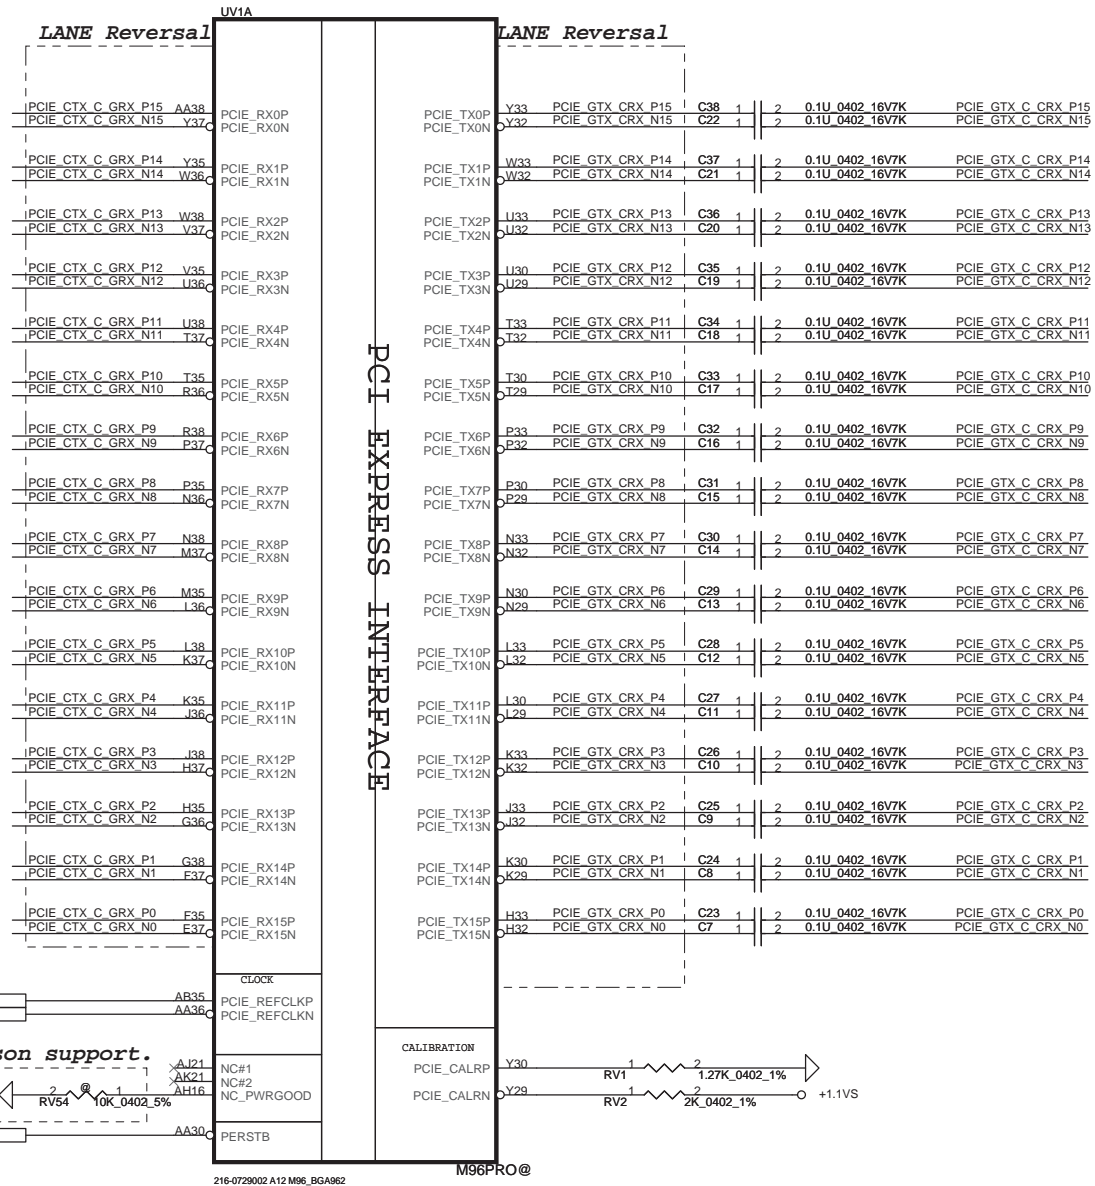 UV1A
LANE Reversal LANE Reversal
PCIE_CTX_C_GRX_P15 AA38 PCIE_RX0P PCIE_TX0P Y33 PCIE_GTX_CRX_P15 C38 1 2 0.1U_0402_16V7K PCIE_GTX_C_CRX_P15
PCIE_CTX_C_GRX_N15 Y37 PCIE_RX0N PCIE_TX0N Y32 PCIE_GTX_CRX_N15 C22 1 2 0.1U_0402_16V7K PCIE_GTX_C_CRX_N15
PCIE_CTX_C_GRX_P14 Y35 PCIE_RX1P PCIE_TX1P W33 PCIE_GTX_CRX_P14 C37 1 2 0.1U_0402_16V7K PCIE_GTX_C_CRX_P14
PCIE_CTX_C_GRX_N14 W36 PCIE_RX1N PCIE_TX1N W32 PCIE_GTX_CRX_N14 C21 1 2 0.1U_0402_16V7K PCIE_GTX_C_CRX_N14
PCIE_CTX_C_GRX_P13 W38 PCIE_RX2P PCIE_TX2P U33 PCIE_GTX_CRX_P13 C36 1 2 0.1U_0402_16V7K PCIE_GTX_C_CRX_P13
PCIE_CTX_C_GRX_N13 V37 PCIE_RX2N PCIE_TX2N U32 PCIE_GTX_CRX_N13 C20 1 2 0.1U_0402_16V7K PCIE_GTX_C_CRX_N13
PCIE_CTX_C_GRX_P12 V35 PCIE_RX3P PCIE_TX3P U30 PCIE_GTX_CRX_P12 C35 1 2 0.1U_0402_16V7K PCIE_GTX_C_CRX_P12
PCIE_CTX_C_GRX_N12 U36 PCIE_RX3N PCIE_TX3N U29 PCIE_GTX_CRX_N12 C19 1 2 0.1U_0402_16V7K PCIE_GTX_C_CRX_N12
PCIE_CTX_C_GRX_P11 U38 PCIE_RX4P PCIE_TX4P T33 PCIE_GTX_CRX_P11 C34 1 2 0.1U_0402_16V7K PCIE_GTX_C_CRX_P11
PCIE_CTX_C_GRX_N11 T37 PCIE_RX4N PCIE_TX4N T32 PCIE_GTX_CRX_N11 C18 1 2 0.1U_0402_16V7K PCIE_GTX_C_CRX_N11
PCIE_CTX_C_GRX_P10 T35 PCIE_RX5P PCIE_TX5P T30 PCIE_GTX_CRX_P10 C33 1 2 0.1U_0402_16V7K PCIE_GTX_C_CRX_P10
PCIE_CTX_C_GRX_N10 R36 PCIE_RX5N PCIE_TX5N T29 PCIE_GTX_CRX_N10 C17 1 2 0.1U_0402_16V7K PCIE_GTX_C_CRX_N10
PCIE_CTX_C_GRX_P9 R38 PCIE_RX6P PCIE_TX6P P33 PCIE_GTX_CRX_P9 C32 1 2 0.1U_0402_16V7K PCIE_GTX_C_CRX_P9
PCIE_CTX_C_GRX_N9 P37 PCIE_RX6N PCIE_TX6N P32 PCIE_GTX_CRX_N9 C16 1 2 0.1U_0402_16V7K PCIE_GTX_C_CRX_N9
PCIE_CTX_C_GRX_P8 P35 PCIE_RX7P PCIE_TX7P P30 PCIE_GTX_CRX_P8 C31 1 2 0.1U_0402_16V7K PCIE_GTX_C_CRX_P8
PCIE_CTX_C_GRX_N8 N36 PCIE_RX7N PCIE_TX7N P29 PCIE_GTX_CRX_N8 C15 1 2 0.1U_0402_16V7K PCIE_GTX_C_CRX_N8
PCIE_CTX_C_GRX_P7 N38 PCIE_RX8P PCIE_TX8P N33 PCIE_GTX_CRX_P7 C30 1 2 0.1U_0402_16V7K PCIE_GTX_C_CRX_P7
PCIE_CTX_C_GRX_N7 M37 PCIE_RX8N PCIE_TX8N N32 PCIE_GTX_CRX_N7 C14 1 2 0.1U_0402_16V7K PCIE_GTX_C_CRX_N7
PCIE_CTX_C_GRX_P6 M35 PCIE_RX9P PCIE_TX9P N30 PCIE_GTX_CRX_P6 C29 1 2 0.1U_0402_16V7K PCIE_GTX_C_CRX_P6
PCIE_CTX_C_GRX_N6 L36 PCIE_RX9N PCIE_TX9N N29 PCIE_GTX_CRX_N6 C13 1 2 0.1U_0402_16V7K PCIE_GTX_C_CRX_N6
PCIE_CTX_C_GRX_P5 L38 PCIE_RX10P PCIE_TX10P L33 PCIE_GTX_CRX_P5 C28 1 2 0.1U_0402_16V7K PCIE_GTX_C_CRX_P5
PCIE_CTX_C_GRX_N5 K37 PCIE_RX10N PCIE_TX10N L32 PCIE_GTX_CRX_N5 C12 1 2 0.1U_0402_16V7K PCIE_GTX_C_CRX_N5
PCIE_CTX_C_GRX_P4 K35 PCIE_RX11P PCIE_TX11P L30 PCIE_GTX_CRX_P4 C27 1 2 0.1U_0402_16V7K PCIE_GTX_C_CRX_P4
PCIE_CTX_C_GRX_N4 J36 PCIE_RX11N PCIE_TX11N L29 PCIE_GTX_CRX_N4 C11 1 2 0.1U_0402_16V7K PCIE_GTX_C_CRX_N4
PCIE_CTX_C_GRX_P3 J38 PCIE_RX12P PCIE_TX12P K33 PCIE_GTX_CRX_P3 C26 1 2 0.1U_0402_16V7K PCIE_GTX_C_CRX_P3
PCIE_CTX_C_GRX_N3 H37 PCIE_RX12N PCIE_TX12N K32 PCIE_GTX_CRX_N3 C10 1 2 0.1U_0402_16V7K PCIE_GTX_C_CRX_N3
PCIE_CTX_C_GRX_P2 H35 PCIE_RX13P PCIE_TX13P J33 PCIE_GTX_CRX_P2 C25 1 2 0.1U_0402_16V7K PCIE_GTX_C_CRX_P2
PCIE_CTX_C_GRX_N2 G36 PCIE_RX13N PCIE_TX13N J32 PCIE_GTX_CRX_N2 C9 1 2 0.1U_0402_16V7K PCIE_GTX_C_CRX_N2
PCIE_CTX_C_GRX_P1 G38 PCIE_RX14P PCIE_TX14P K30 PCIE_GTX_CRX_P1 C24 1 2 0.1U_0402_16V7K PCIE_GTX_C_CRX_P1
PCIE_CTX_C_GRX_N1 F37 PCIE_RX14N PCIE_TX14N K29 PCIE_GTX_CRX_N1 C8 1 2 0.1U_0402_16V7K PCIE_GTX_C_CRX_N1
PCIE_CTX_C_GRX_P0 F35 PCIE_RX15P PCIE_TX15P H33 PCIE_GTX_CRX_P0 C23 1 2 0.1U_0402_16V7K PCIE_GTX_C_CRX_P0
PCIE_CTX_C_GRX_N0 E37 PCIE_RX15N PCIE_TX15N H32 PCIE_GTX_CRX_N0 C7 1 2 0.1U_0402_16V7K PCIE_GTX_C_CRX_N0
PCI EXPRESS INTERFACE
CLOCK
AB35 PCIE_REFCLKP
AA36 PCIE_REFCLKN
son support.
CALIBRATION
AJ21 NC#1 PCIE_CALRP Y30 RV1 1 2 1.27K_0402_1%
AK21 NC#2
2 @ 1 AH16 NC_PWRGOOD PCIE_CALRN Y29 RV2 1 2 2K_0402_1% +1.1VS
RV54 10K_0402_5%
AA30 PERSTB
M96PRO@
216-0729002 A12 M96_BGA962